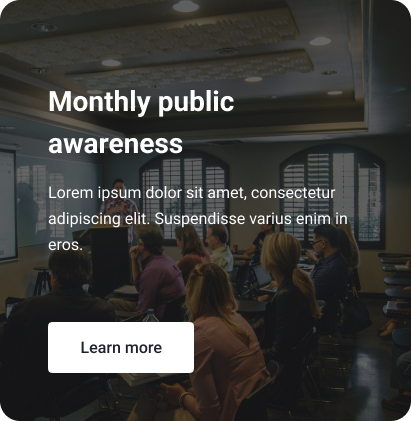 Monthly public
awareness
Lorem ipsum dolor sit amet, consectetur
adipiscing elit. Suspendisse varius enim in
eros.
Learn more